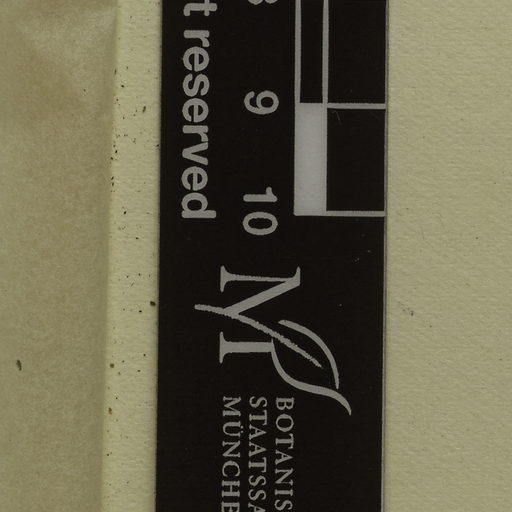 8 9 10
t reserved
M
BOTANIS
STAATSSA
MÜNCHE